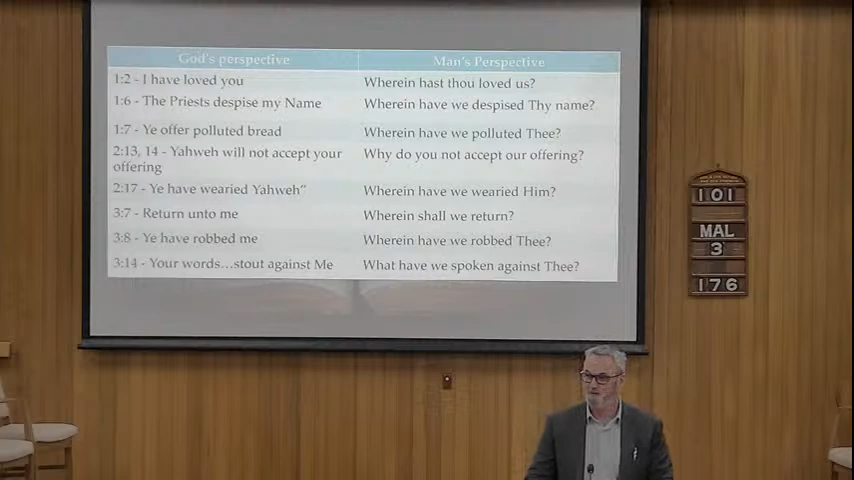 God's perspective Man's Perspective
1:2 - I have loved you Wherein hast thou loved us?
1:6 - The Priests despise my Name Wherein have we despised Thy name?
1:7 - Ye offer polluted bread Wherein have we polluted Thee?
2:13, 14 - Yahweh will not accept your offering Why do you not accept our offering?
2:17 - Ye have wearied Yahweh" Wherein have we wearied Him?
3:7 - Return unto me Wherein shall we return?
3:8 - Ye have robbed me Wherein have we robbed Thee?
3:14 - Your words...stout against Me What have we spoken against Thee?
101
MAL
3
176